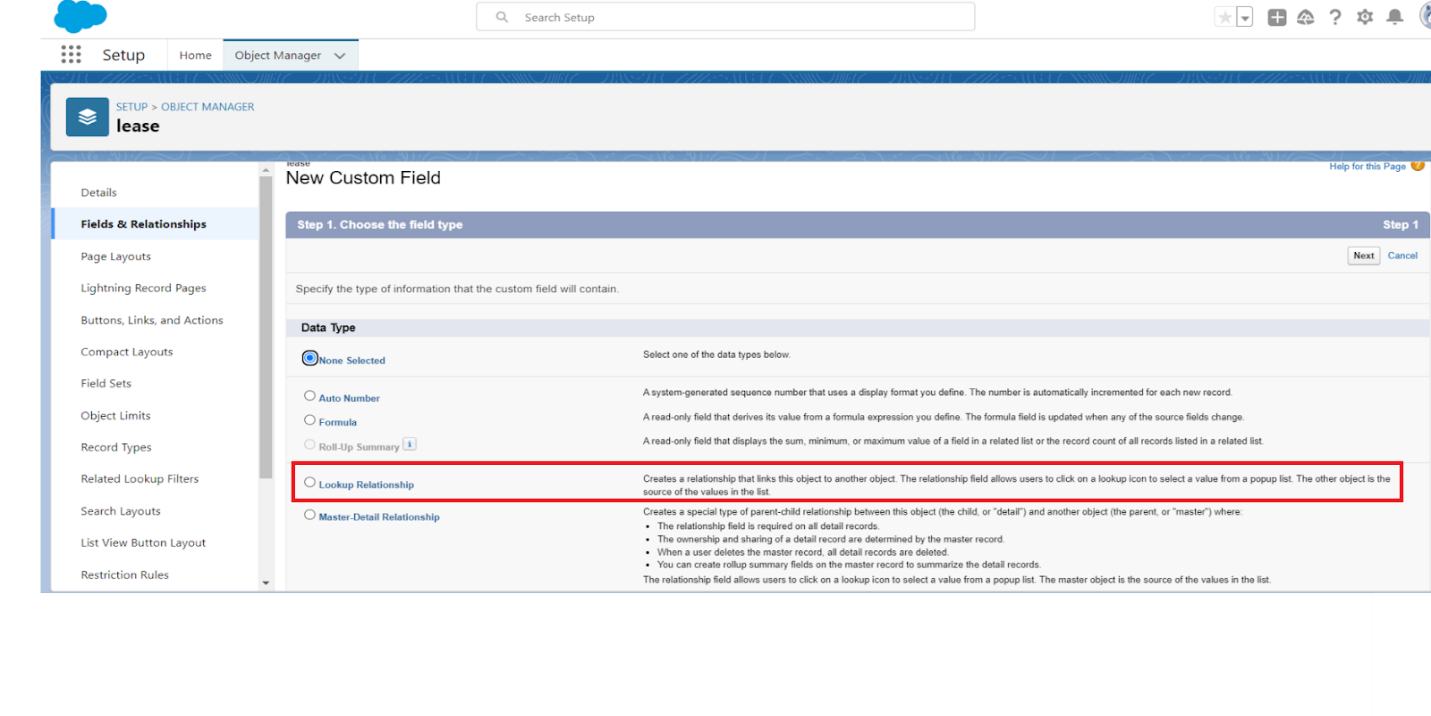 Search Setup
Setup
Home
Object Manager
SETUP > OBJECT MANAGER
lease
Details
Fields & Relationships
Page Layouts
Lightning Record Pages
Buttons, Links, and Actions
Compact Layouts
Field Sets
Object Limits
Record Types
Related Lookup Filters
Search Layouts
List View Button Layout
Restriction Rules
lease
New Custom Field
Help for this Page
Step 1. Choose the field type
Step 1
Next
Cancel
Specify the type of information that the custom field will contain.
Data Type
None Selected
Select one of the data types below.
Auto Number
A system-generated sequence number that uses a display format you define. The number is automatically incremented for each new record.
Formula
A read-only field that derives its value from a formula expression you define. The formula field is updated when any of the source fields change.
Roll-Up Summary
A read-only field that displays the sum, minimum, or maximum value of a field in a related list or the record count of all records listed in a related list.
Lookup Relationship
Creates a relationship that links this object to another object. The relationship field allows users to click on a lookup icon to select a value from a popup list. The other object is the
source of the values in the list.
Master-Detail Relationship
Creates a special type of parent-child relationship between this object (the child, or "detail") and another object (the parent, or "master") where:
• The relationship field is required on all detail records.
• The ownership and sharing of a detail record are determined by the master record.
• When a user deletes the master record, all detail records are deleted.
• You can create rollup summary fields on the master record to summarize the detail records.
The relationship field allows users to click on a lookup icon to select a value from a popup list. The master object is the source of the values in the list.